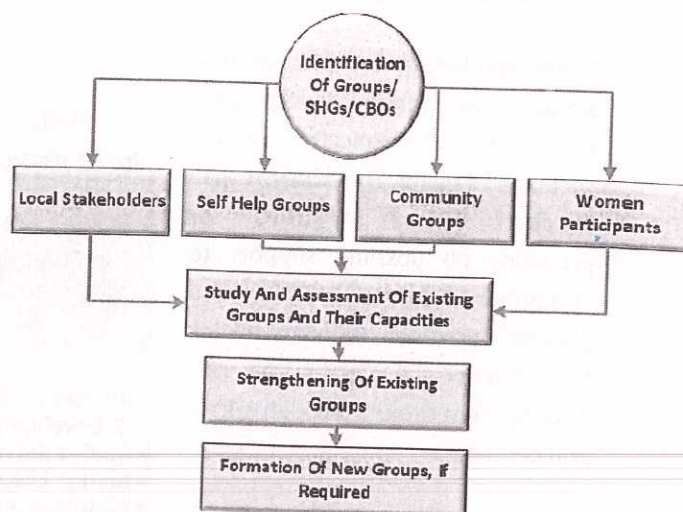 Identification
Of Groups/
SHGs/CBOs
Local Stakeholders
Self Help Groups
Community
Groups
Women
Participants
Study And Assessment Of Existing
Groups And Their Capacities
Strengthening Of Existing
Groups
Formation Of New Groups, If
Required